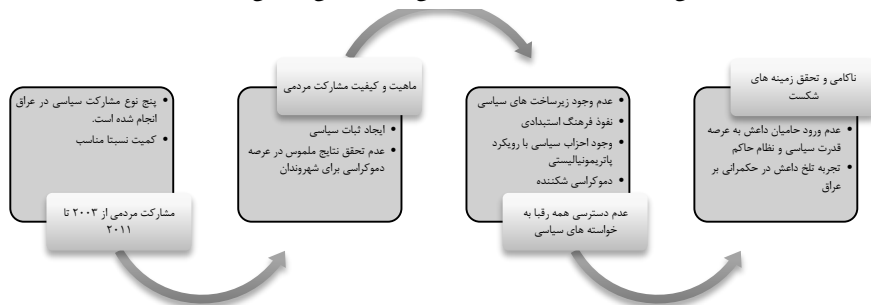 • پنج نوع مشارکت سیاسی در عراق
انجام شده است.
• کمیت نسبتا مناسب
مشارکت مردمی از ۲۰۰۳ تا
۲۰۱۱
ماهیت و کیفیت مشارکت مردمی
• ایجاد ثبات سیاسی
• عدم تحقق نتایج ملموس در عرصه
دموکراسی برای شهروندان
• عدم وجود زیرساخت های سیاسی
• نفوذ فرهنگ استبدادی
• وجود احزاب سیاسی با رویکرد
پاتریمونیالیستی
• دموکراسی شکننده
عدم دسترسی همه رقبا به
خواسته های سیاسی
ناکامی و تحقق زمینه های
شکست
• عدم ورود حامیان داعش به عرصه
قدرت سیاسی و نظام حاکم
• تجربه تلخ داعش در حکمرانی بر
عراق